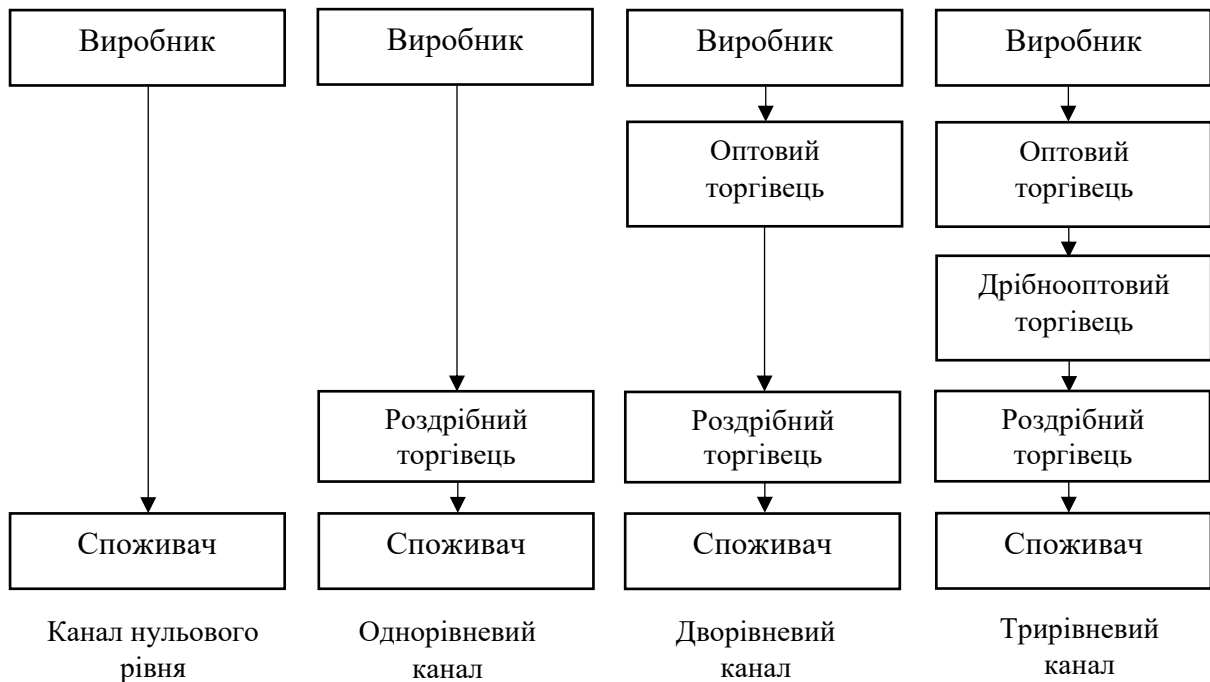 Виробник
Виробник
Виробник
Виробник
Оптовий
торгівець
Оптовий
торгівець
Дрібнооптовий
торгівець
Роздрібний
торгівець
Роздрібний
торгівець
Роздрібний
торгівець
Споживач
Споживач
Споживач
Споживач
Канал нульового
рівня
Однорівневий
канал
Дворівневий
канал
Трирівневий
канал